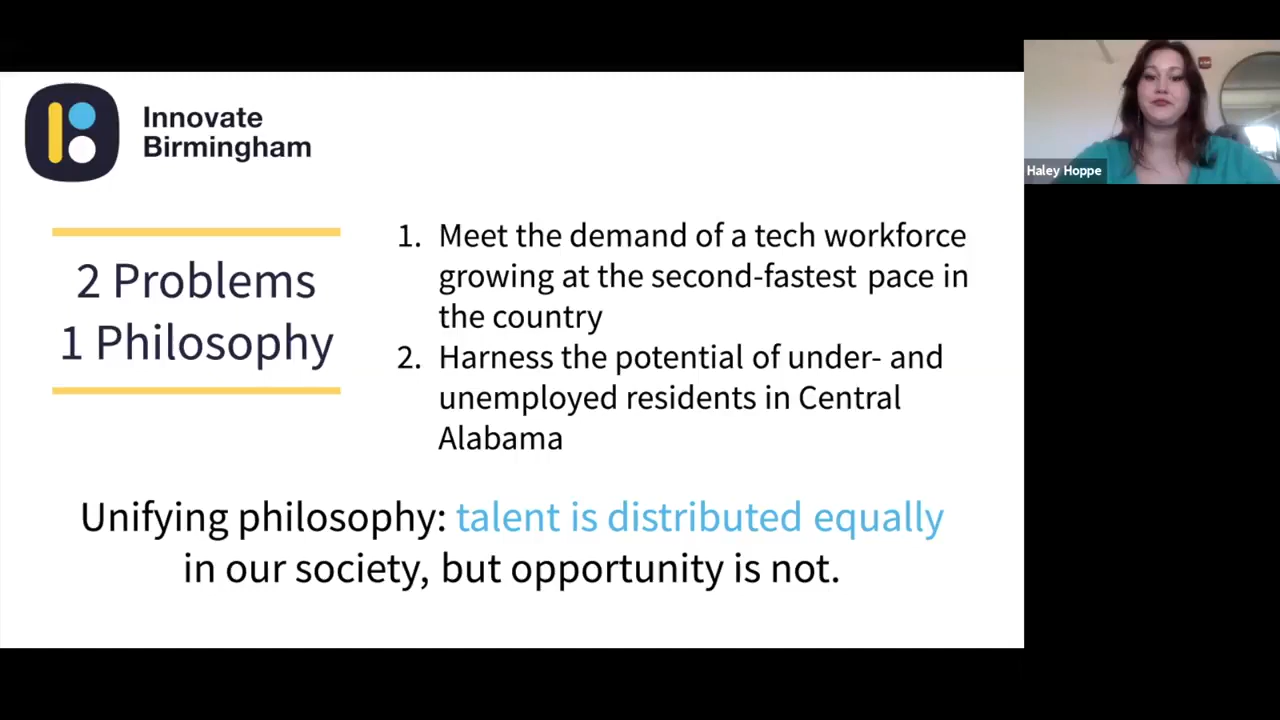 Innovate
Birmingham
2 Problems
1 Philosophy
1. Meet the demand of a tech workforce
growing at the second-fastest pace in
the country
2. Harness the potential of under- and
unemployed residents in Central
Alabama
Unifying philosophy: talent is distributed equally
in our society, but opportunity is not.
Haley Hoppe